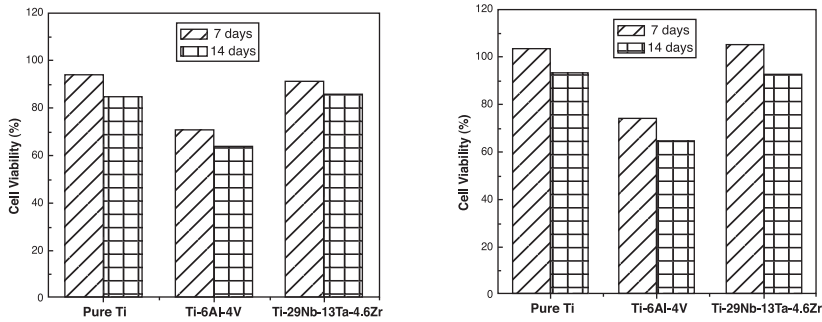 120
100
80
60
40
20
0
Cell Viability (%)
7 days
14 days
Pure Ti
Ti-6Al-4V
Ti-29Nb-13Ta-4.6Zr
120
100
80
60
40
20
0
Cell Viability (%)
7 days
14 days
Pure Ti
Ti-6Al-4V
Ti-29Nb-13Ta-4.6Zr